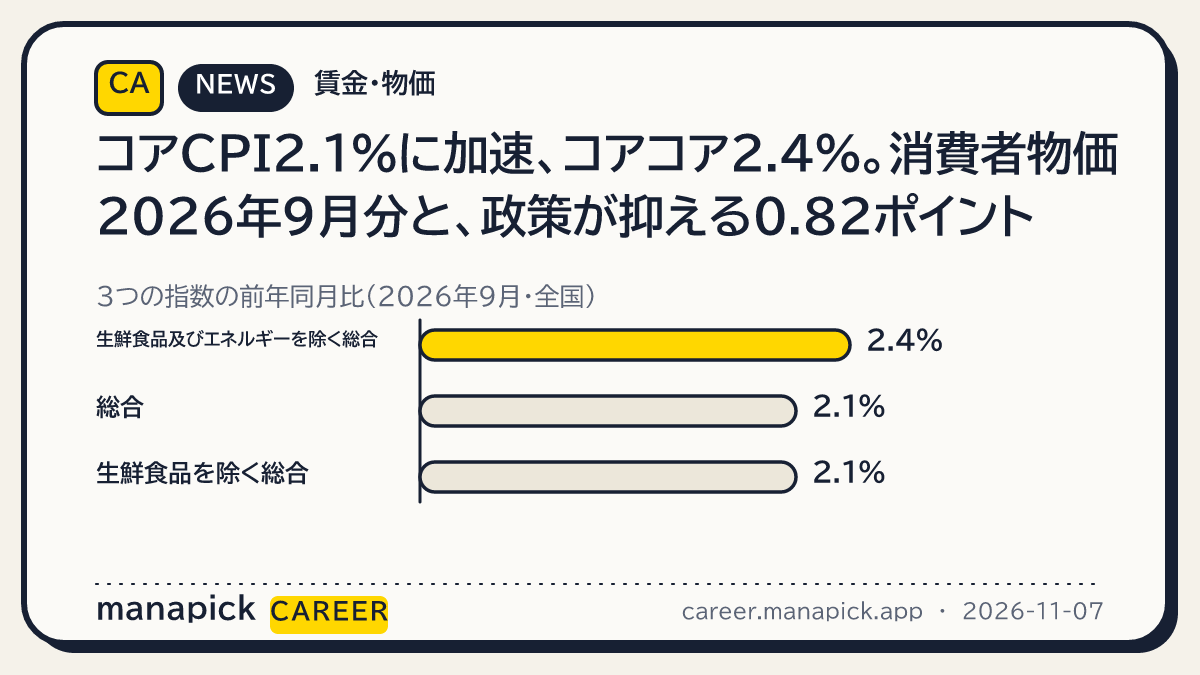 CA NEWS 賃金・物価
コアCPI2.1%に加速、コアコア2.4%。消費者物価
2026年9月分と、政策が抑える0.82ポイント
3つの指数の前年同月比(2026年9月・全国)
生鮮食品及びエネルギーを除く総合 2.4%
総合 2.1%
生鮮食品を除く総合 2.1%
manapick CAREER career.manapick.app ・ 2026-11-07